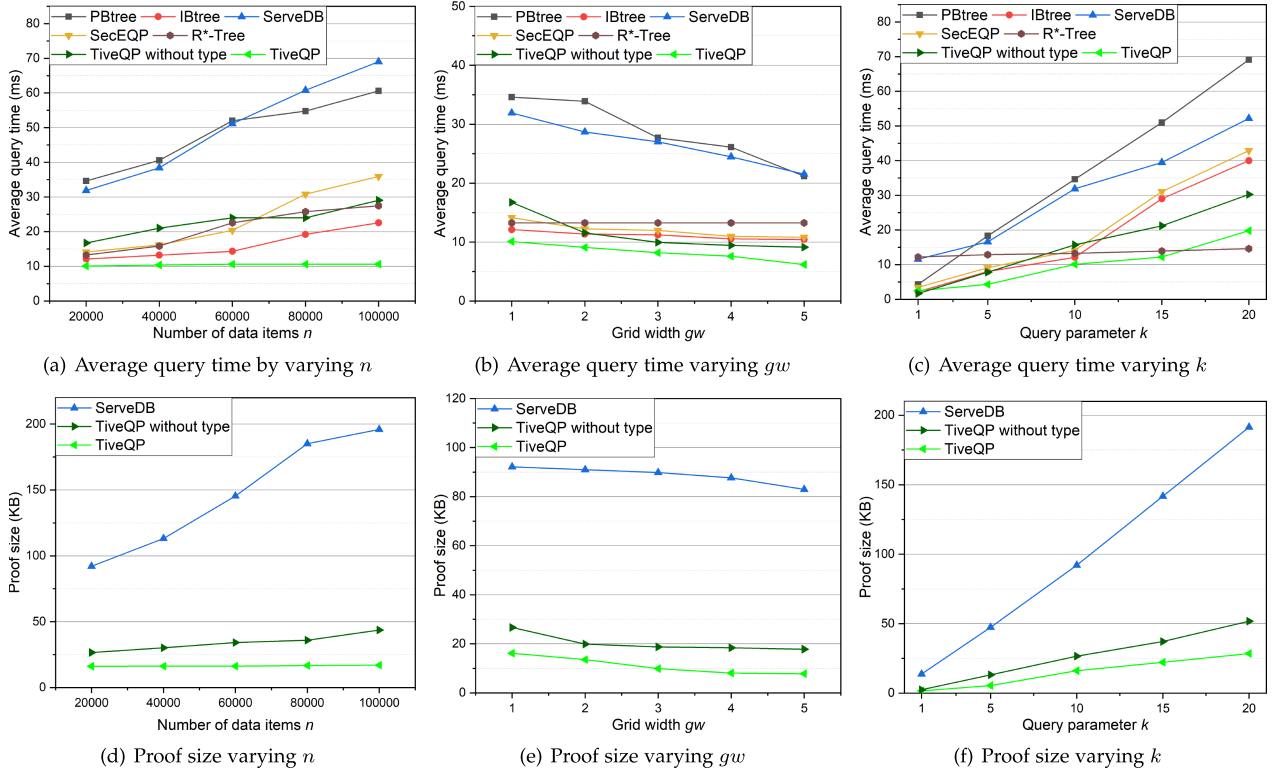 PBtree IBtree ServeDB
SecEQP R*-Tree
TiveQP without type TiveQP
80
70
60
50
40
30
20
10
0
Average query time (ms)
20000 40000 60000 80000 100000
Number of data items n
(a) Average query time by varying n
PBtree IBtree ServeDB
SecEQP R*-Tree
TiveQP without type TiveQP
50
40
30
20
10
0
Average query time (ms)
1 2 3 4 5
Grid width gw
(b) Average query time varying gw
PBtree IBtree ServeDB
SecEQP R*-Tree
TiveQP without type TiveQP
80
70
60
50
40
30
20
10
0
Average query time (ms)
1 5 10 15 20
Query parameter k
(c) Average query time varying k
ServeDB
TiveQP without type
TiveQP
200
150
100
50
0
Proof size (KB)
20000 40000 60000 80000 100000
Number of data items n
(d) Proof size varying n
ServeDB
TiveQP without type
TiveQP
120
100
80
60
40
20
0
Proof size (KB)
1 2 3 4 5
Grid width gw
(e) Proof size varying gw
ServeDB
TiveQP without type
TiveQP
200
150
100
50
0
Proof size (KB)
1 5 10 15 20
Query parameter k
(f) Proof size varying k